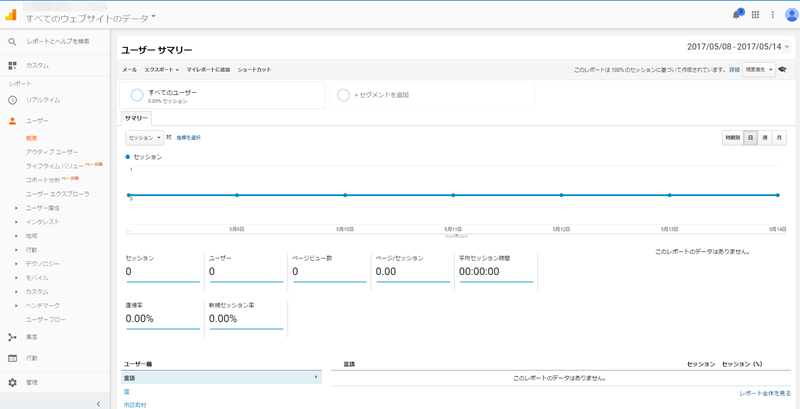 すべてのウェブサイトのデータ
1
レポートとヘルプを検索
カスタム
レポート
リアルタイム
ユーザー
概要
アクティブ ユーザー
ライフタイム バリュー ベータ版
コホート分析 ベータ版
ユーザー エクスプローラ
ユーザー属性
インタレスト
地域
行動
テクノロジー
モバイル
カスタム
ベンチマーク
ユーザーフロー
集客
行動
管理
ユーザー サマリー
2017/05/08 - 2017/05/14
メール エクスポート マイレポートに追加 ショートカット
このレポートは 100% のセッションに基づいて作成されています。 詳細 精度優先
すべてのユーザー
0.00% セッション
+ セグメントを追加
サマリー
セッション 対 指標を選択
時間別 日 週 月
セッション
1
0
... 5月9日 5月10日 5月11日 5月12日 5月13日 5月14日
このレポートのデータはありません。
セッション ユーザー ページビュー数 ページ/セッション 平均セッション時間
0 0 0 0.00 00:00:00
直帰率 新規セッション率
0.00% 0.00%
ユーザー層
言語
国
市区町村
言語 セッション セッション (%)
このレポートのデータはありません。
レポート全体を見る